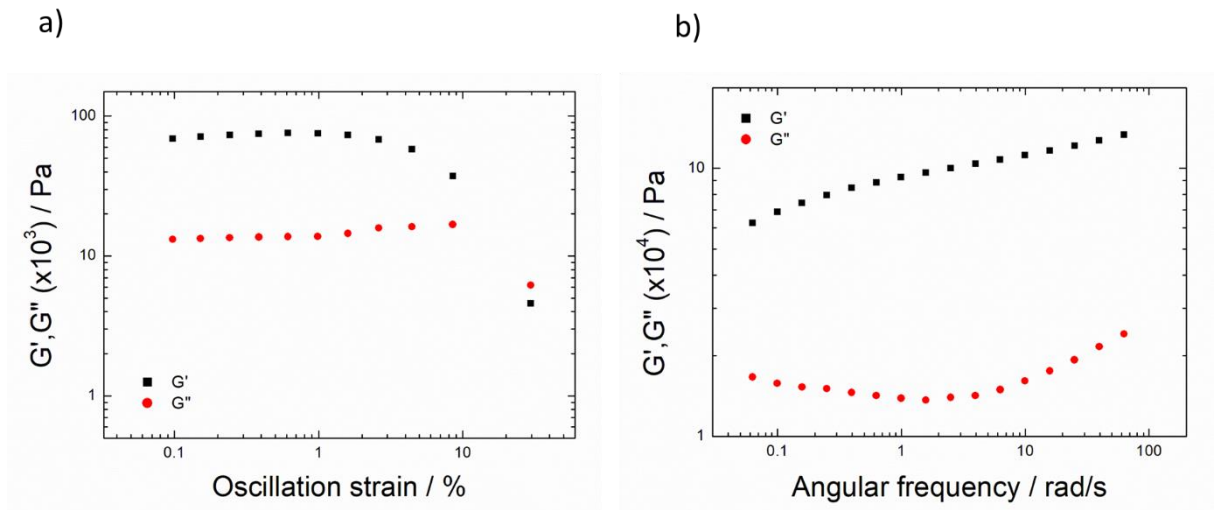 a)
G',G" (x10³) / Pa
100
10
1
G'
G"
0.1
1
10
Oscillation strain / %
b)
G',G" (x10⁴) / Pa
10
1
G'
G"
0.1
1
10
100
Angular frequency / rad/s